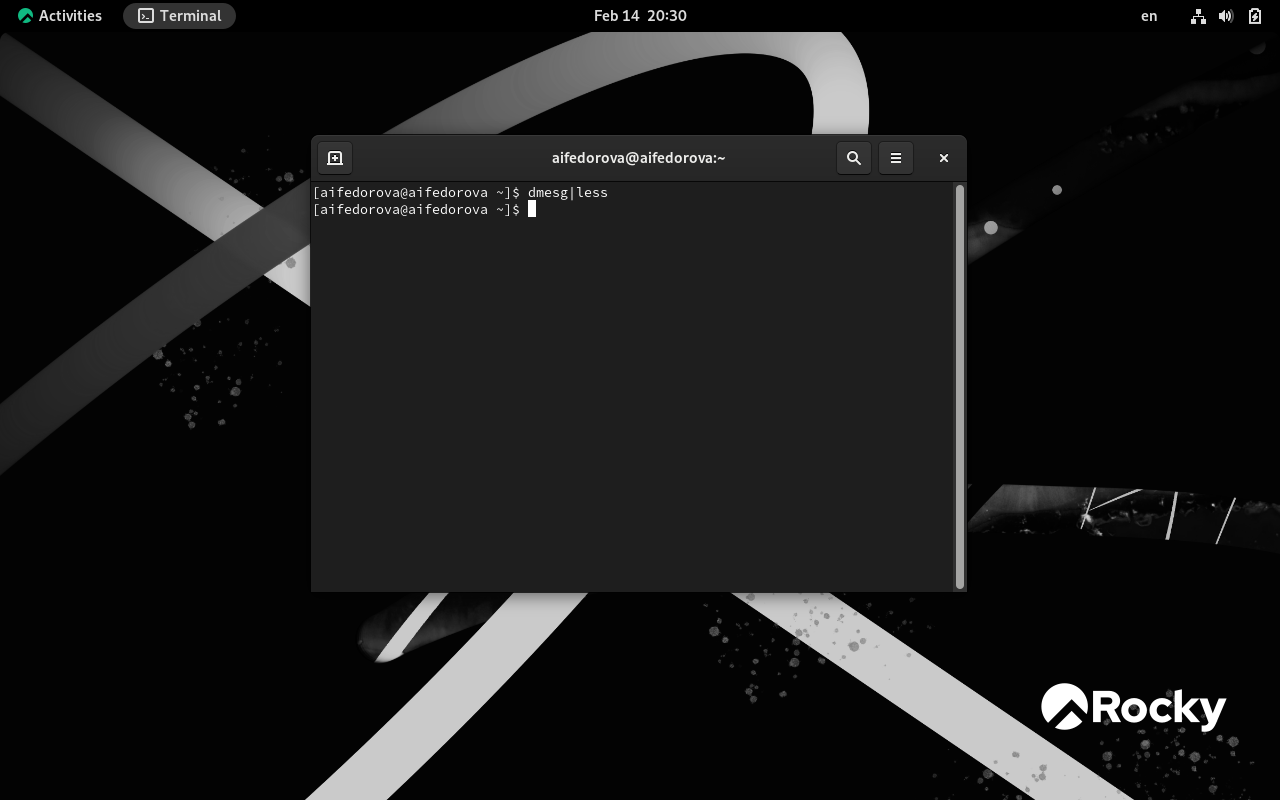 Activities Terminal Feb 14 20:30 en
aifedorova@aifedorova:~
[aifedorova@aifedorova ~]$ dmesg|less
[aifedorova@aifedorova ~]$
Rocky